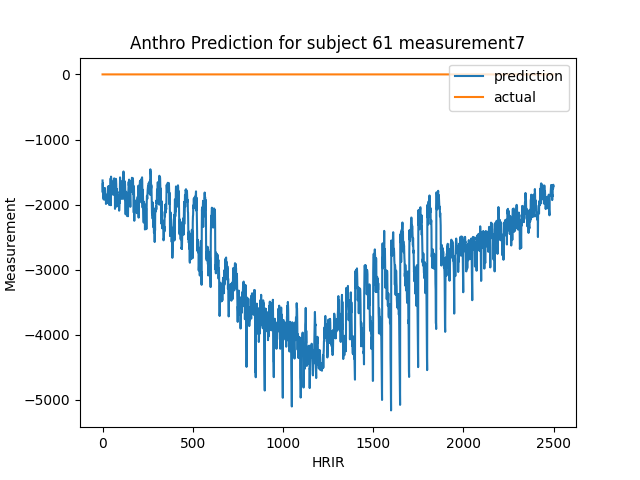 Anthro Prediction for subject 61 measurement7
prediction
actual
Measurement
0
−1000
−2000
−3000
−4000
−5000
0 500 1000 1500 2000 2500
HRIR